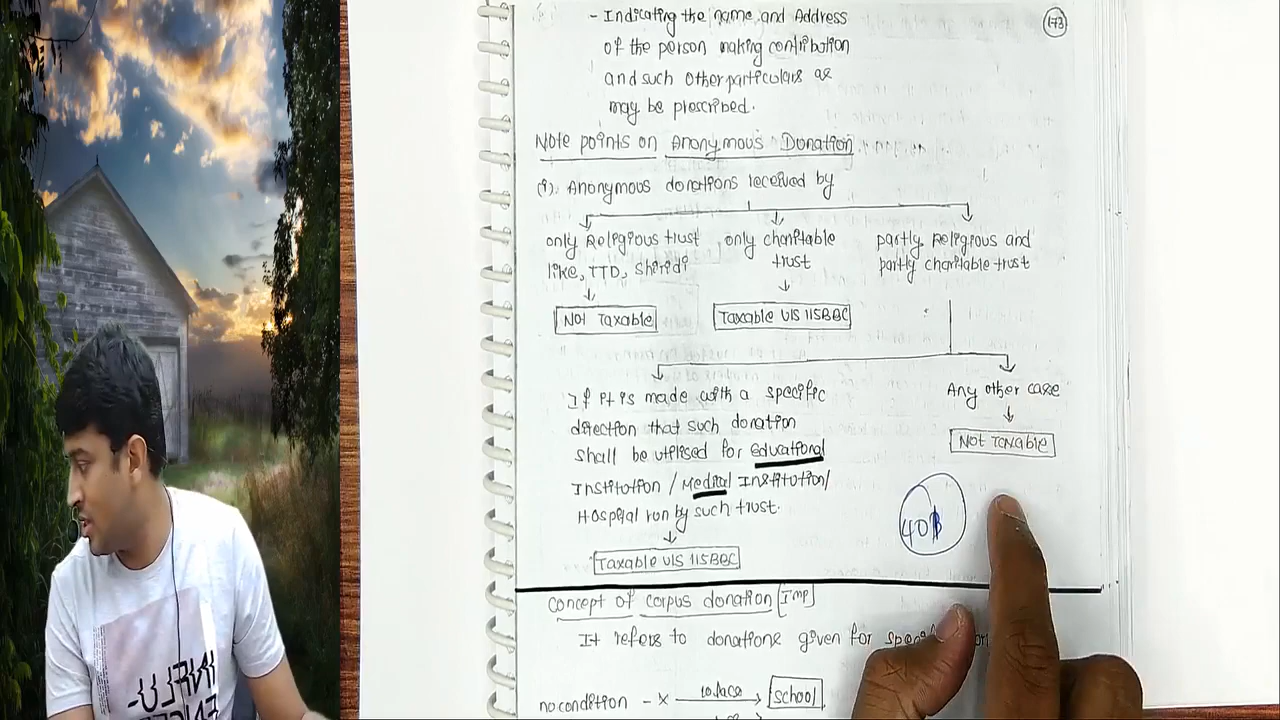 - Indicating the name and Address
173
of the person making contribution
and such other particulars as
may be prescribed.
Note point on Anonymous Donation
(i). Anonymous donations received by
only Religious trust
like, TTD, shirdi
only charitable
trust
partly religious and
partly charitable trust
NOT Taxable
Taxable U/S 115BBC
If it is made with a specific
direction that such donation
shall be utilised for educational
Institution / Medical Institution/
Hospital run by such trust.
Taxable U/S 115BBC
Any other case
Not Taxable
concept of corpus donation Imp
It refers to donations given for
no condition - x
50001